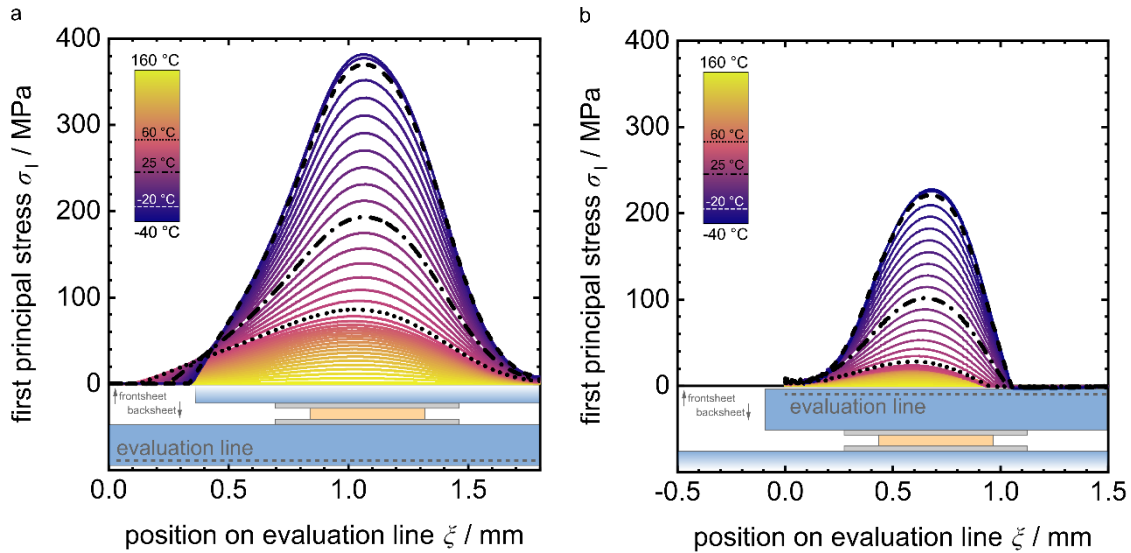 a
first principal stress σI / MPa
400
300
200
100
0
160 °C
60 °C
25 °C
-20 °C
-40 °C
frontsheet
backsheet
evaluation line
0.0 0.5 1.0 1.5
position on evaluation line ξ / mm
b
first principal stress σI / MPa
400
300
200
100
0
160 °C
60 °C
25 °C
-20 °C
-40 °C
frontsheet
backsheet
evaluation line
-0.5 0.0 0.5 1.0 1.5
position on evaluation line ξ / mm